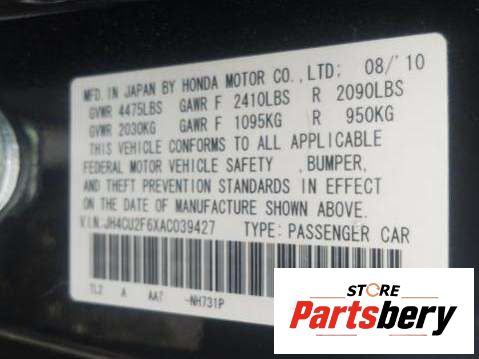 MFD.IN JAPAN BY HONDA MOTOR CO.,LTD: 08/'10
GVWR 4475LBS GAWR F 2410LBS R 2090LBS
GVWR 2030KG GAWR F 1095KG R 950KG
THIS VEHICLE CONFORMS TO ALL APPLICABLE
FEDERAL MOTOR VEHICLE SAFETY ,BUMPER,
AND THEFT PREVENTION STANDARDS IN EFFECT
ON THE DATE OF MANUFACTURE SHOWN ABOVE.
V.I.N.JH4CU2F6XAC039427 TYPE: PASSENGER CAR
TL2 A AAT -NH731P
STORE
Partsbery